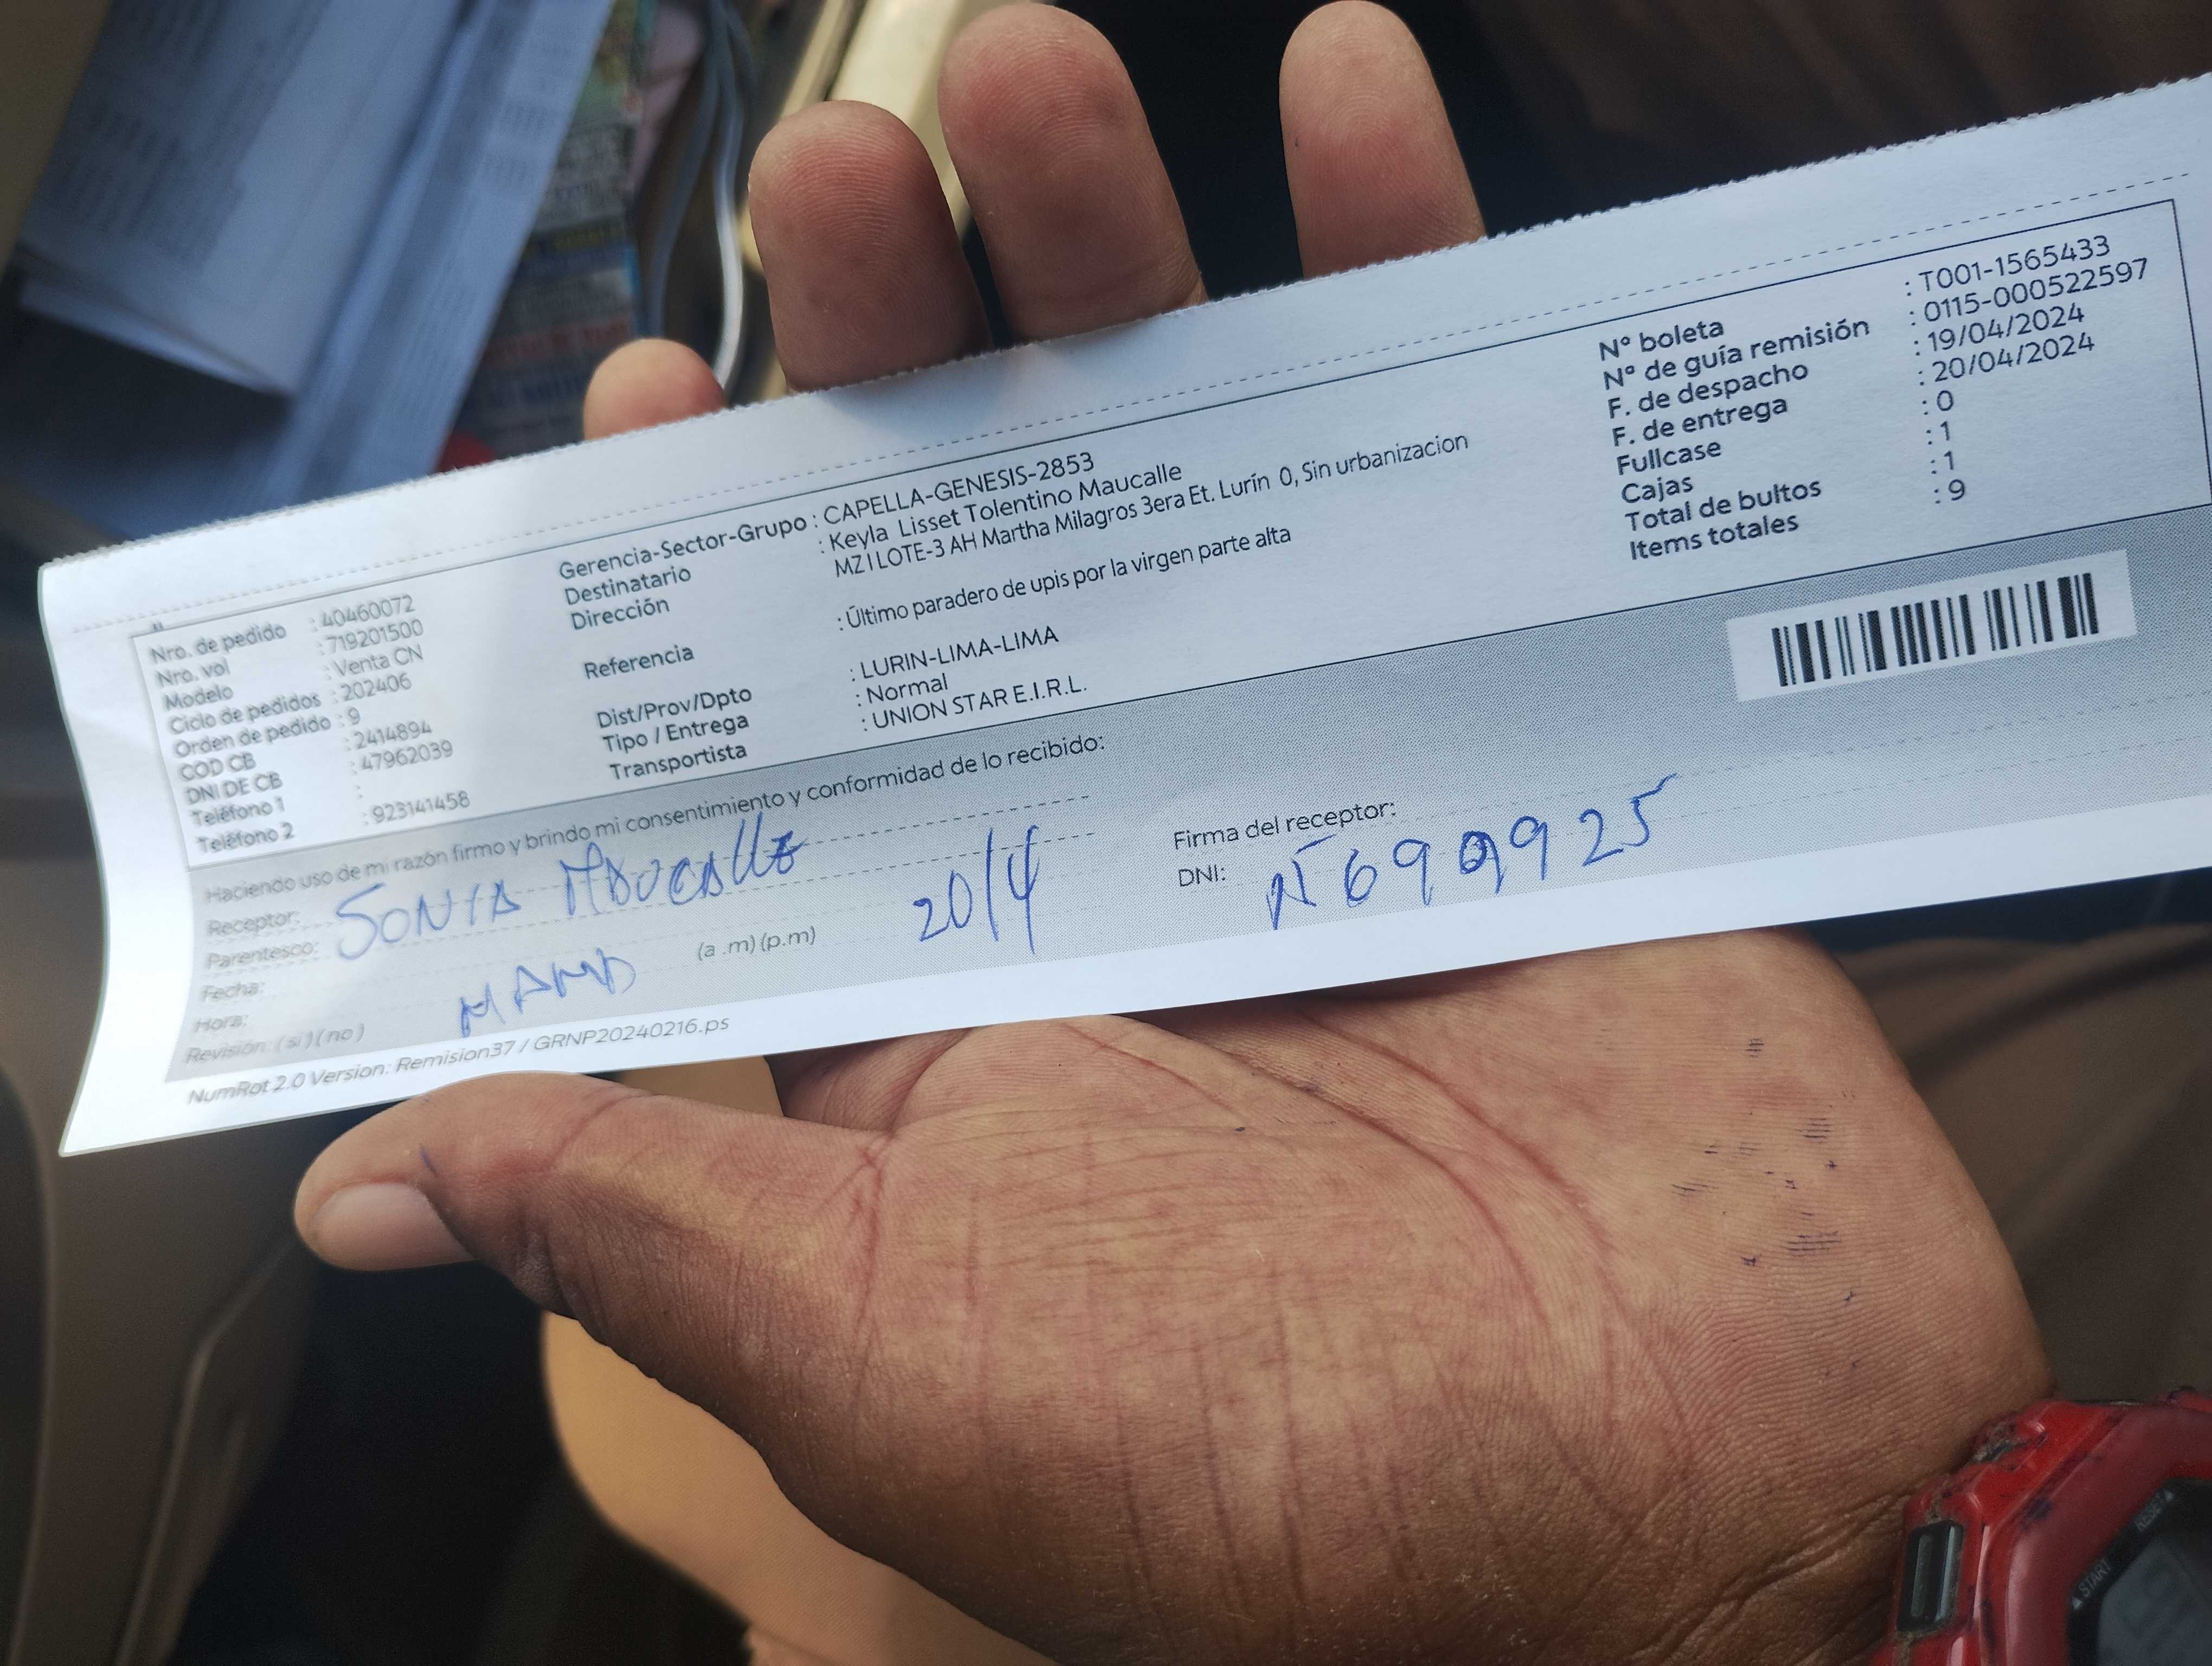 Nro. de pedido : 40460072
Nro. vol : 719201500
Modelo : Venta CN
Ciclo de pedidos : 202406
Orden de pedido : 9
COD CB : 2414894
DNI DE CB : 47962039
Teléfono 1 :
Teléfono 2 : 923141458
Gerencia-Sector-Grupo : CAPELLA-GENESIS-2853
Destinatario : Keyla Lisset Tolentino Maucalle
Dirección MZ I LOTE-3 AH Martha Milagros 3era Et. Lurín 0, Sin urbanizacion
Referencia : Último paradero de upis por la virgen parte alta
Dist/Prov/Dpto : LURIN-LIMA-LIMA
Tipo / Entrega : Normal
Transportista : UNION STAR E.I.R.L.
N° boleta : T001-1565433
N° de guía remisión : 0115-000522597
F. de despacho : 19/04/2024
F. de entrega : 20/04/2024
Fullcase : 0
Cajas : 1
Total de bultos : 1
Items totales : 9
Haciendo uso de mi razón firmo y brindo mi consentimiento y conformidad de lo recibido:
Receptor: SONIA MAUCALLE
Parentesco: MAMA
Fecha: 20/4
Hora: (a .m) (p.m)
Revisión: (si) (no)
Firma del receptor:
DNI:
NumRot 2.0 Version: Remision37 / GRNP20240216.ps
START
RESET